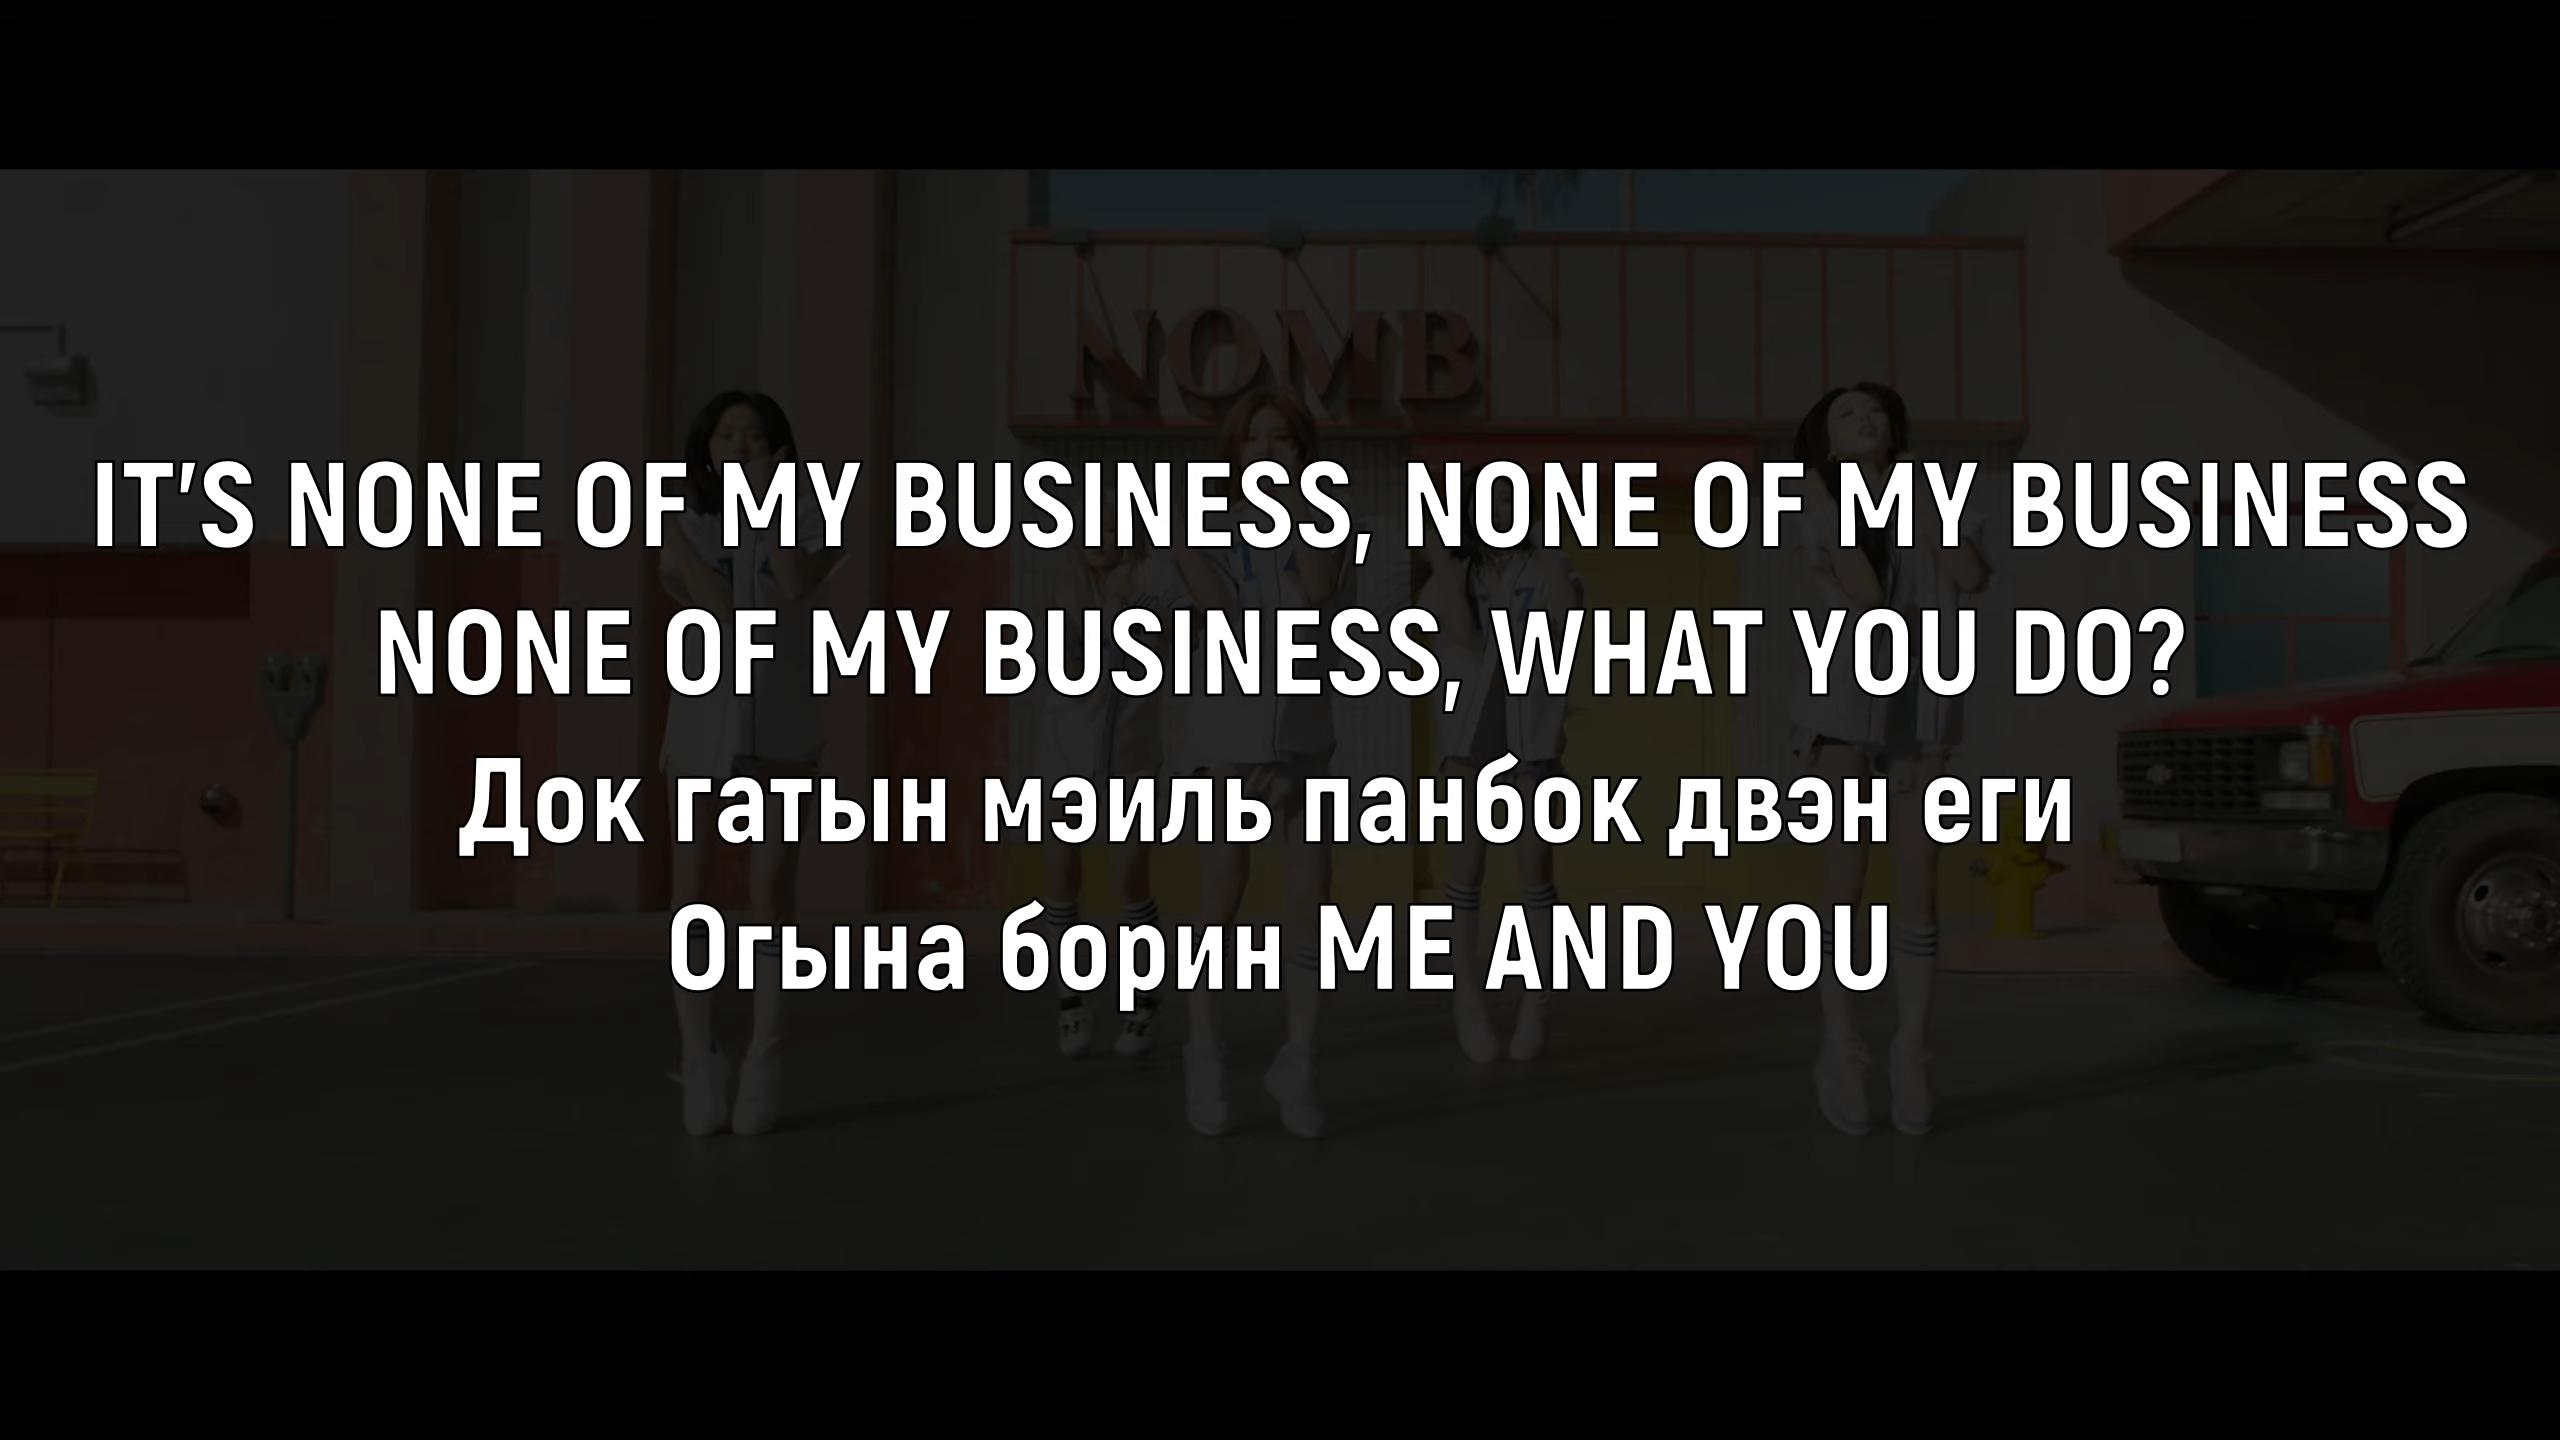 NOMB
IT'S NONE OF MY BUSINESS, NONE OF MY BUSINESS
NONE OF MY BUSINESS, WHAT YOU DO?
Док гатын мэиль панбок двэн еги
Огына борин ME AND YOU